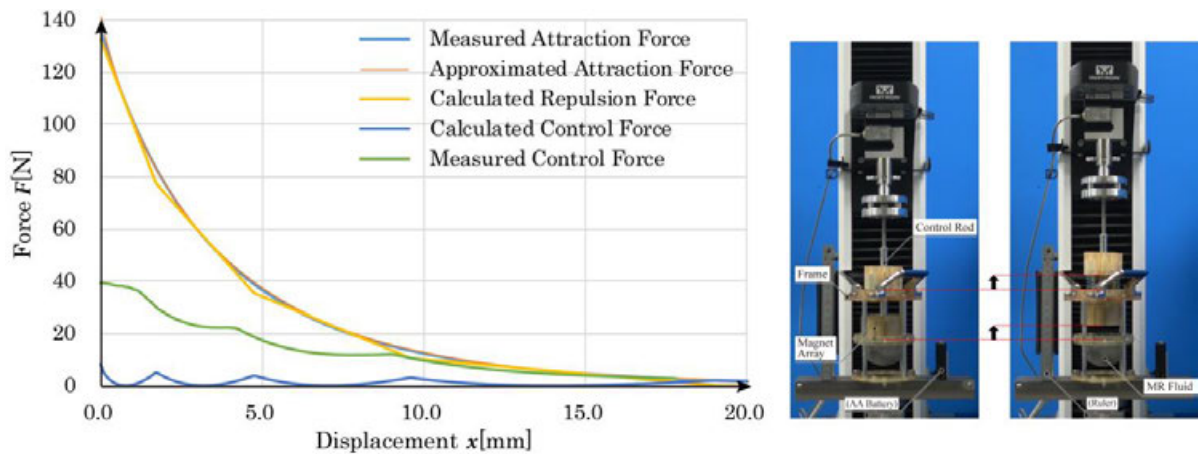 140
120
100
80
60
40
20
0
Force F[N]
Measured Attraction Force
Approximated Attraction Force
Calculated Repulsion Force
Calculated Control Force
Measured Control Force
0.0
5.0
10.0
15.0
20.0
Displacement x[mm]
Control Rod
Frame
Magnet
Array
(AA Battery)
MR Fluid
(Ruler)